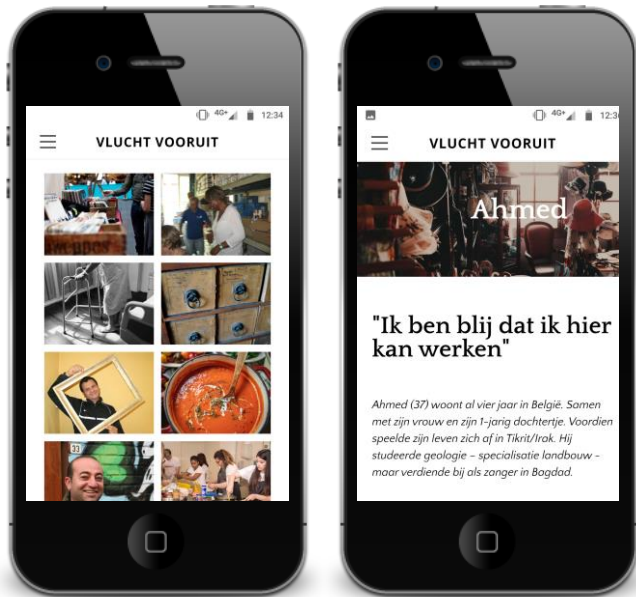 4G+ 12:34
VLUCHT VOORUIT
33
4G+
VLUCHT VOORUIT
Ahmed
"Ik ben blij dat ik hier
kan werken"
Ahmed (37) woont al vier jaar in België. Samen
met zijn vrouw en zijn 1-jarig dochtertje. Voordien
speelde zijn leven zich af in Tikrit/Irak. Hij
studeerde geologie – specialisatie landbouw -
maar verdiende bij als zanger in Bagdad.